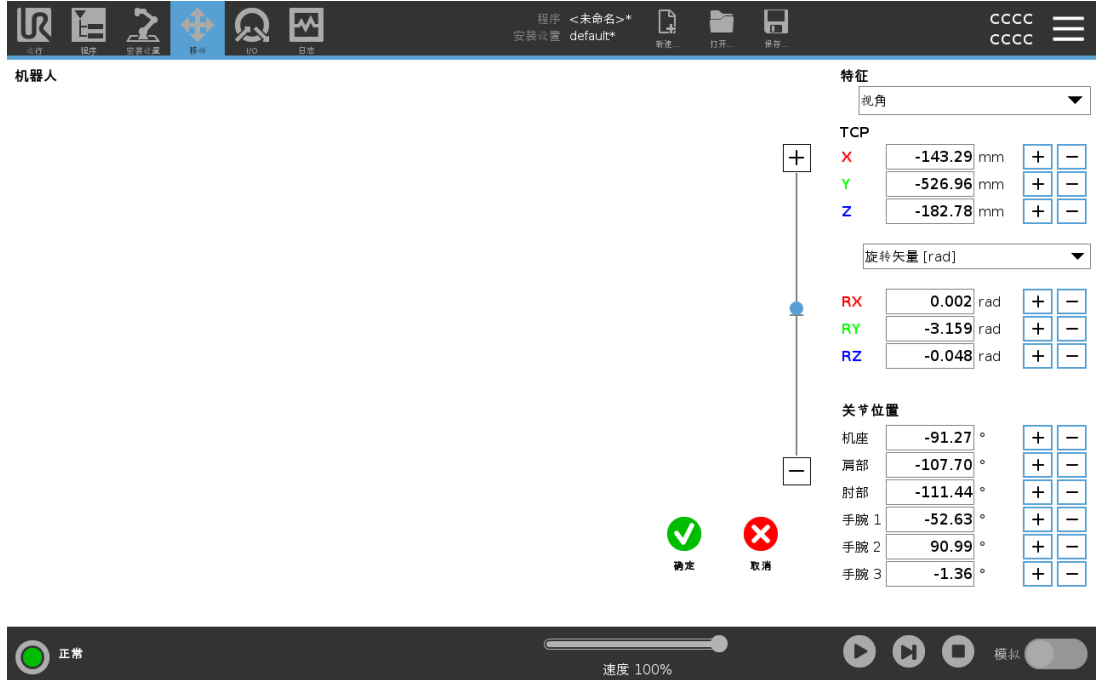 UR
运行
程序
安装设置
移动
I/O
日志
程序 <未命名>*
安装设置 default*
新建...
打开...
保存...
CCCC
CCCC
机器人
特征
视角
TCP
X -143.29 mm + −
Y -526.96 mm + −
Z -182.78 mm + −
旋转矢量 [rad]
RX 0.002 rad + −
RY -3.159 rad + −
RZ -0.048 rad + −
关节位置
机座 -91.27 ° + −
肩部 -107.70 ° + −
肘部 -111.44 ° + −
手腕 1 -52.63 ° + −
手腕 2 90.99 ° + −
手腕 3 -1.36 ° + −
确定
取消
正常
速度 100%
模拟